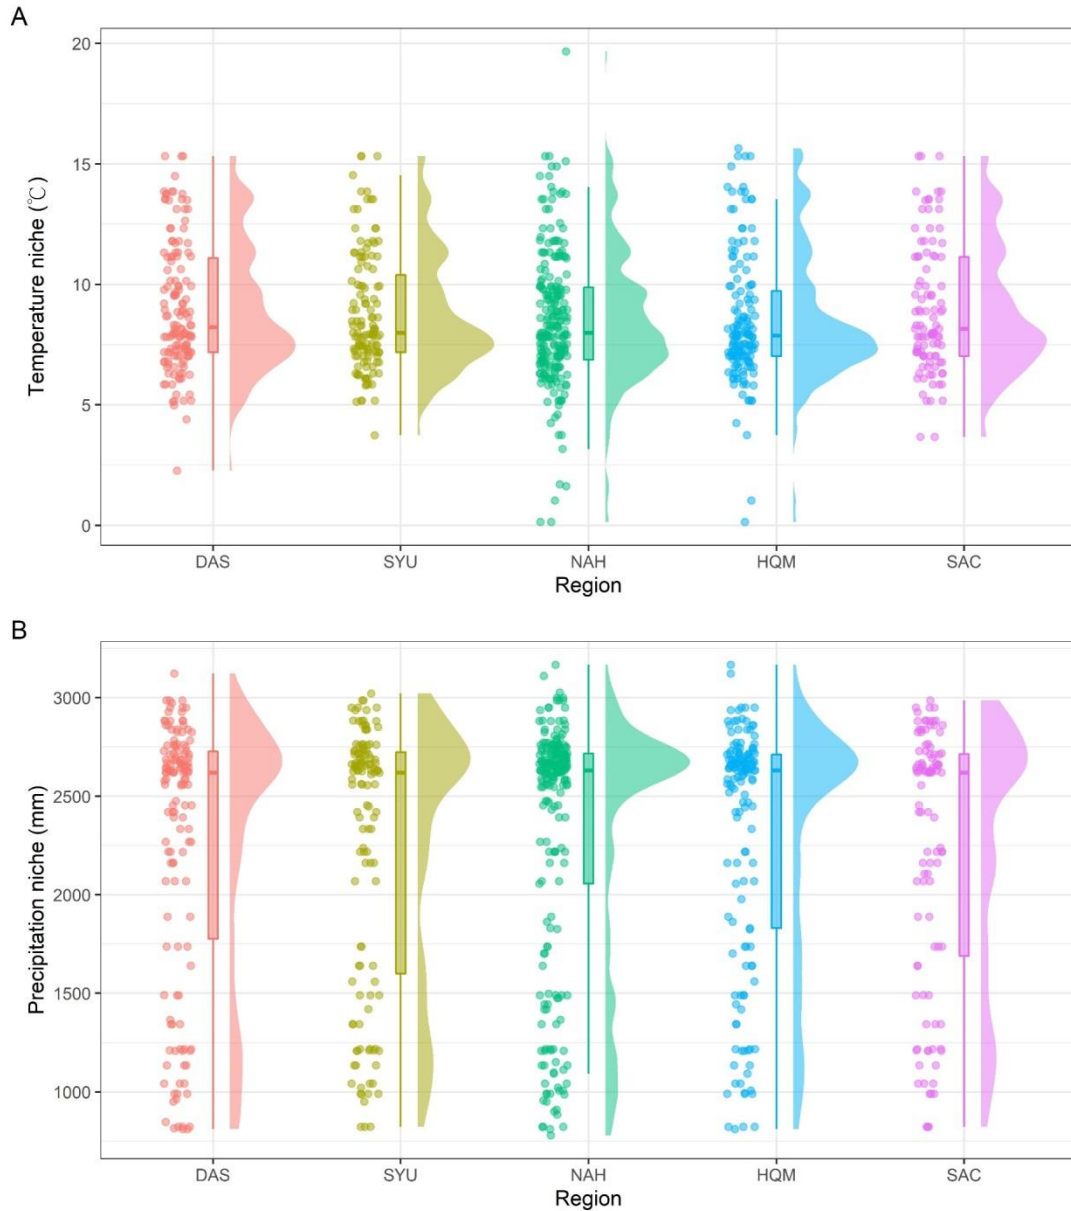 A
Temperature niche (℃)
20
15
10
5
0
DAS SYU NAH HQM SAC
Region
B
Precipitation niche (mm)
3000
2500
2000
1500
1000
DAS SYU NAH HQM SAC
Region